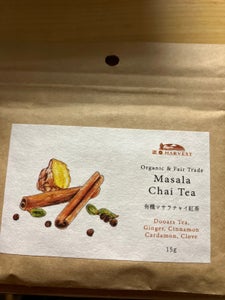 HARVEST
Organic & Fair Trade
Masala
Chai Tea
有機マサラチャイ紅茶
Dooars Tea,
Ginger, Cinnamon
Cardamon, Clove
15g